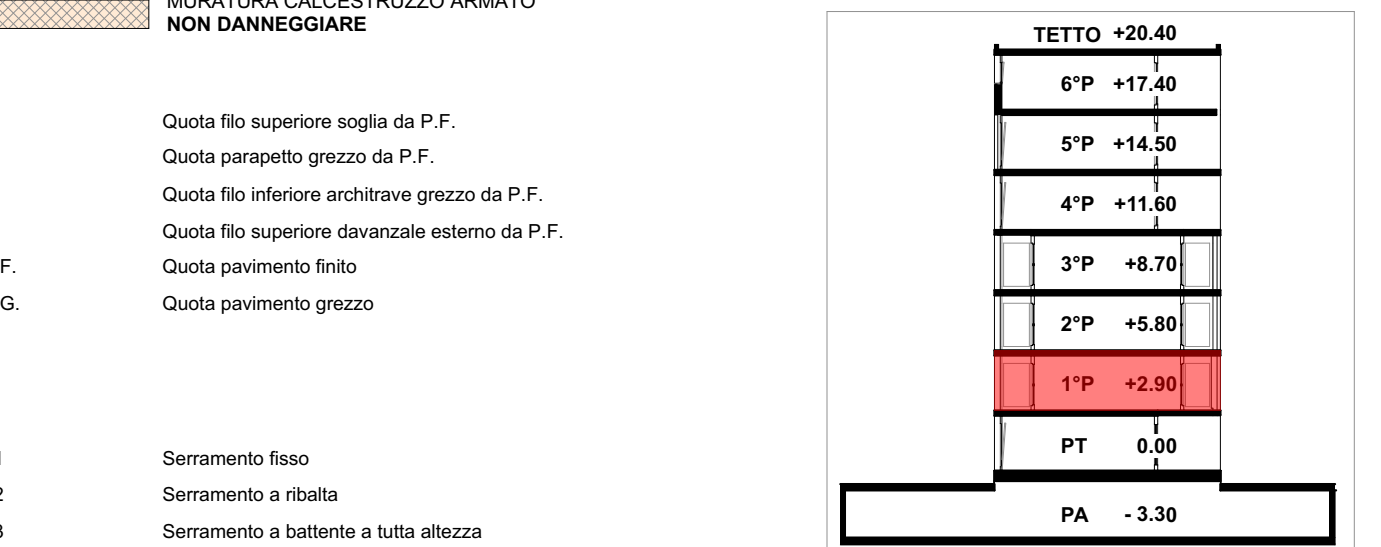 MURATURA CALCESTRUZZO ARMATO
NON DANNEGGIARE
Quota filo superiore soglia da P.F.
Quota parapetto grezzo da P.F.
Quota filo inferiore architrave grezzo da P.F.
Quota filo superiore davanzale esterno da P.F.
F. Quota pavimento finito
G. Quota pavimento grezzo
Serramento fisso
2 Serramento a ribalta
3 Serramento a battente a tutta altezza
TETTO +20.40
6°P +17.40
5°P +14.50
4°P +11.60
3°P +8.70
2°P +5.80
1°P +2.90
PT 0.00
PA - 3.30